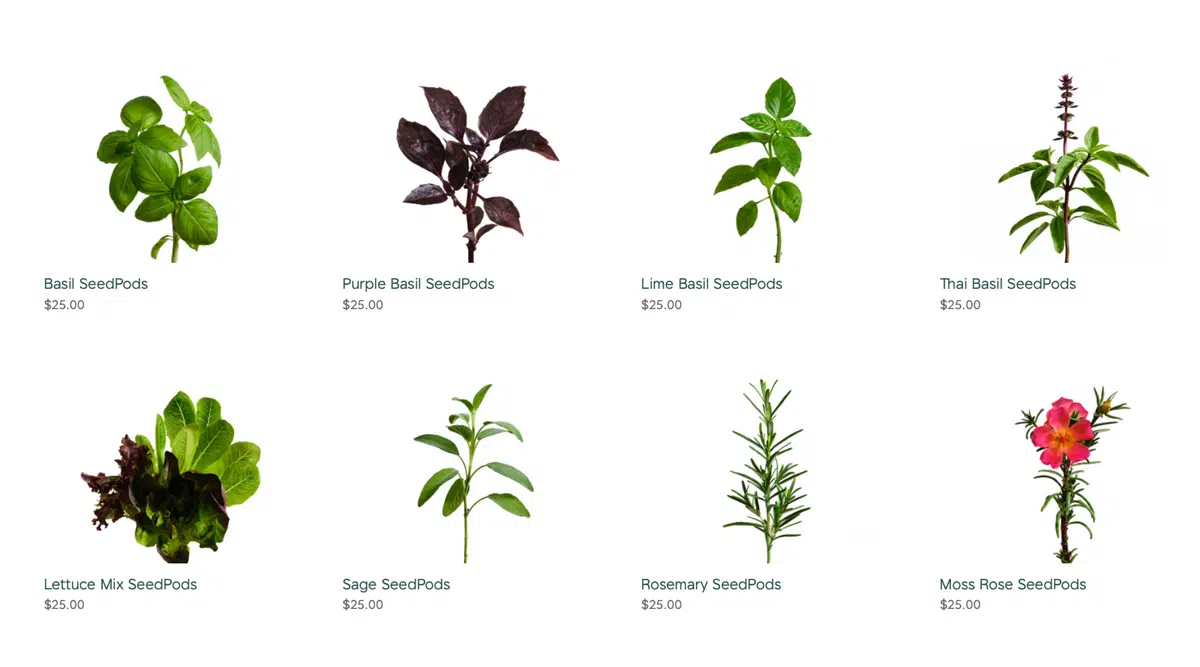 Basil SeedPods
$25.00
Purple Basil SeedPods
$25.00
Lime Basil SeedPods
$25.00
Thai Basil SeedPods
$25.00
Lettuce Mix SeedPods
$25.00
Sage SeedPods
$25.00
Rosemary SeedPods
$25.00
Moss Rose SeedPods
$25.00